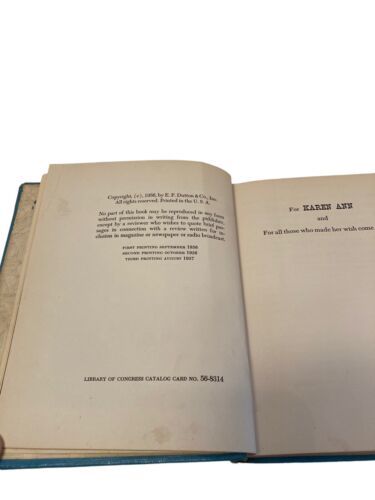 Copyright, (c), 1956, by E. P. Dutton & Co., Inc.
All rights reserved. Printed in the U. S. A.
No part of this book may be reproduced in any form
without permission in writing from the publisher,
except by a reviewer who wishes to quote brief pas-
sages in connection with a review written for in-
clusion in magazine or newspaper or radio broadcast.
FIRST PRINTING SEPTEMBER 1956
SECOND PRINTING OCTOBER 1956
THIRD PRINTING AUGUST 1957
LIBRARY OF CONGRESS CATALOG CARD NO. 56-8314
For KAREN ANN
and
For all those who made her wish come